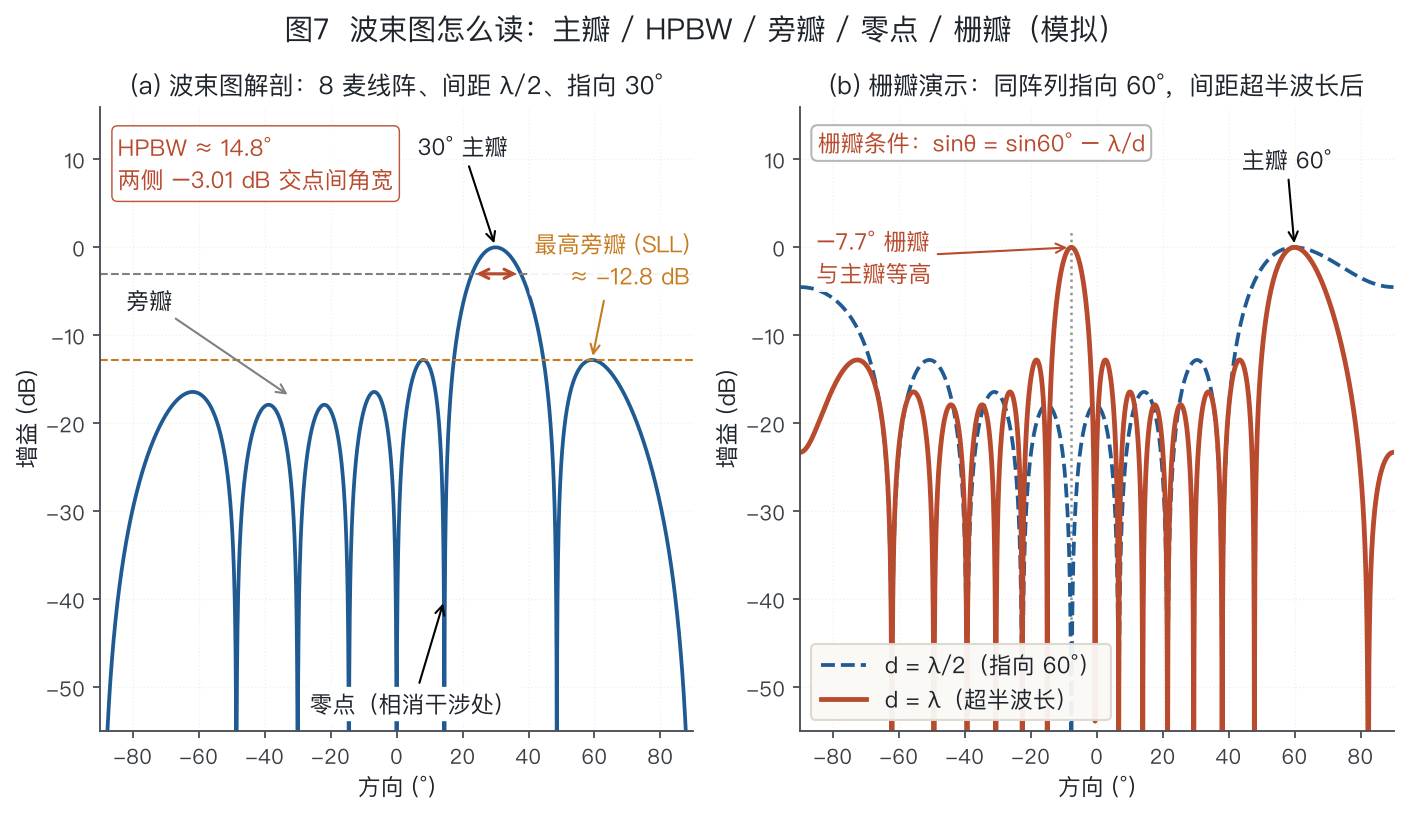 图7 波束图怎么读：主瓣 / HPBW / 旁瓣 / 零点 / 栅瓣（模拟）
(a) 波束图解剖：8 麦线阵、间距 λ/2、指向 30°
HPBW ≈ 14.8°
两侧 −3.01 dB 交点间角宽
30° 主瓣
最高旁瓣 (SLL)
≈ −12.8 dB
旁瓣
零点（相消干涉处）
增益 (dB)
10
0
−10
−20
−30
−40
−50
−80 −60 −40 −20 0 20 40 60 80
方向 (°)
(b) 栅瓣演示：同阵列指向 60°，间距超半波长后
栅瓣条件：sinθ = sin60° − λ/d
主瓣 60°
−7.7° 栅瓣
与主瓣等高
增益 (dB)
10
0
−10
−20
−30
−40
−50
d = λ/2（指向 60°）
d = λ（超半波长）
−80 −60 −40 −20 0 20 40 60 80
方向 (°)